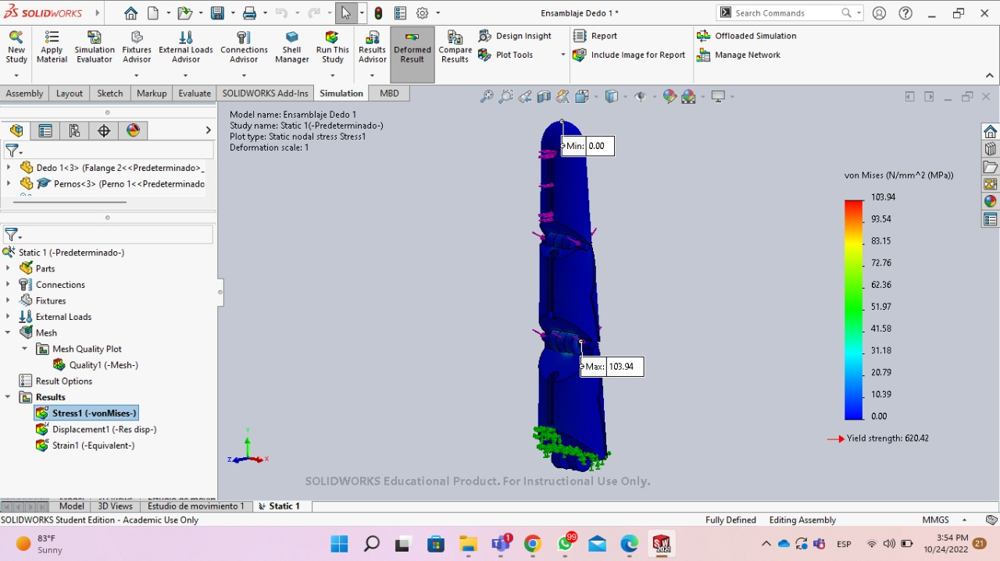 SOLIDWORKS
Ensamblaje Dedo 1 *
Search Commands
New Study
Apply Material
Simulation Evaluator
Fixtures Advisor
External Loads Advisor
Connections Advisor
Shell Manager
Run This Study
Results Advisor
Deformed Result
Compare Results
Design Insight
Plot Tools
Report
Include Image for Report
Offloaded Simulation
Manage Network
Assembly Layout Sketch Markup Evaluate SOLIDWORKS Add-Ins Simulation MBD
Dedo 1<3> (Falange 2<<Predeterminado>_
Pernos<3> (Perno 1<<Predeterminado
Static 1 (-Predeterminado-)
Parts
Connections
Fixtures
External Loads
Mesh
Mesh Quality Plot
Quality1 (-Mesh-)
Result Options
Results
Stress1 (-vonMises-)
Displacement1 (-Res disp-)
Strain1 (-Equivalent-)
Model name: Ensamblaje Dedo 1
Study name: Static 1(-Predeterminado-)
Plot type: Static nodal stress Stress1
Deformation scale: 1
Min: 0.00
Max: 103.94
von Mises (N/mm^2 (MPa))
103.94
93.54
83.15
72.76
62.36
51.97
41.58
31.18
20.79
10.39
0.00
Yield strength: 620.42
Y
Z
X
SOLIDWORKS Educational Product. For Instructional Use Only.
Model 3D Views Estudio de movimiento 1 Static 1
SOLIDWORKS Student Edition - Academic Use Only
Fully Defined Editing Assembly MMGS
83°F
Sunny
1
99
SW
2021
ESP
3:54 PM
10/24/2022
21